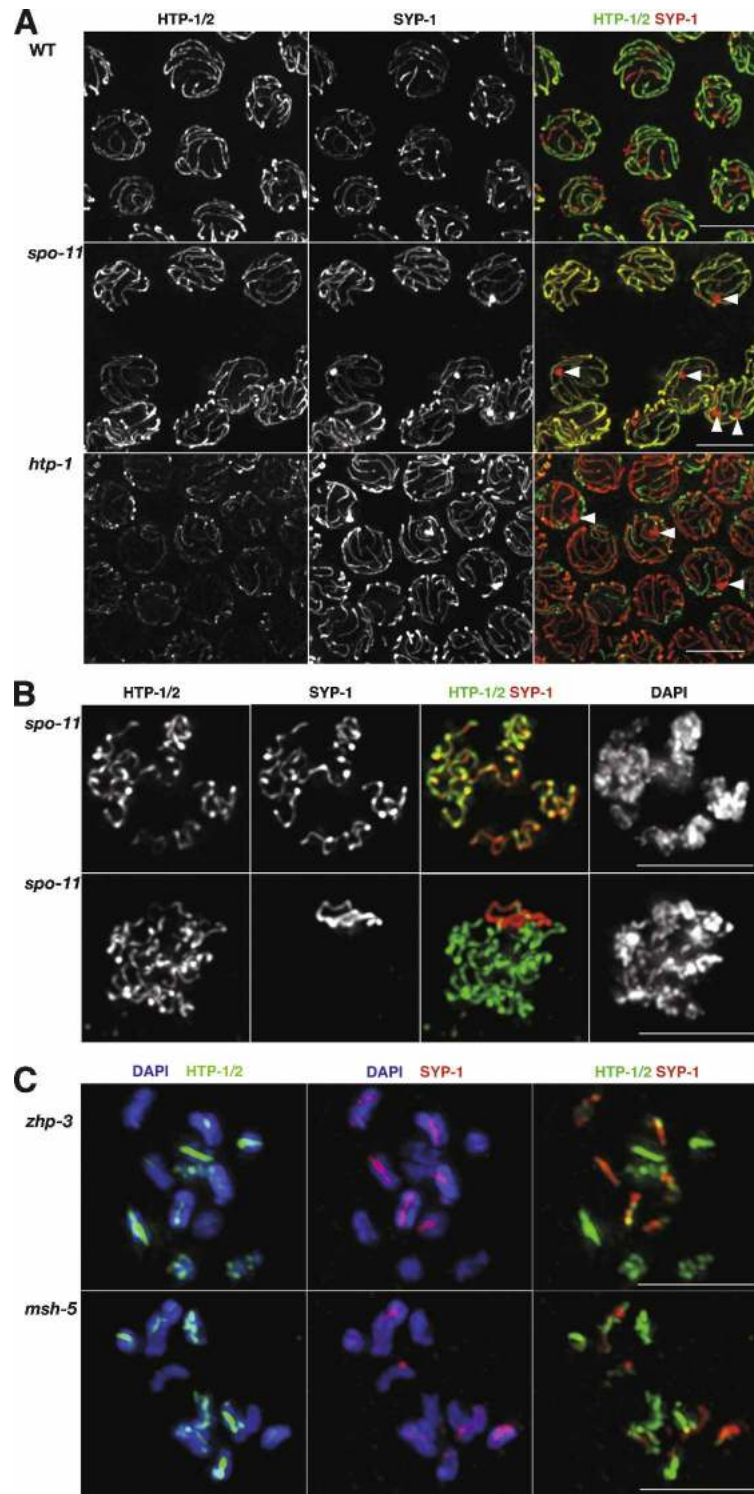 A
HTP-1/2 SYP-1 HTP-1/2 SYP-1
WT
spo-11
htp-1
B
HTP-1/2 SYP-1 HTP-1/2 SYP-1 DAPI
spo-11
spo-11
C
DAPI HTP-1/2 DAPI SYP-1 HTP-1/2 SYP-1
zhp-3
msh-5